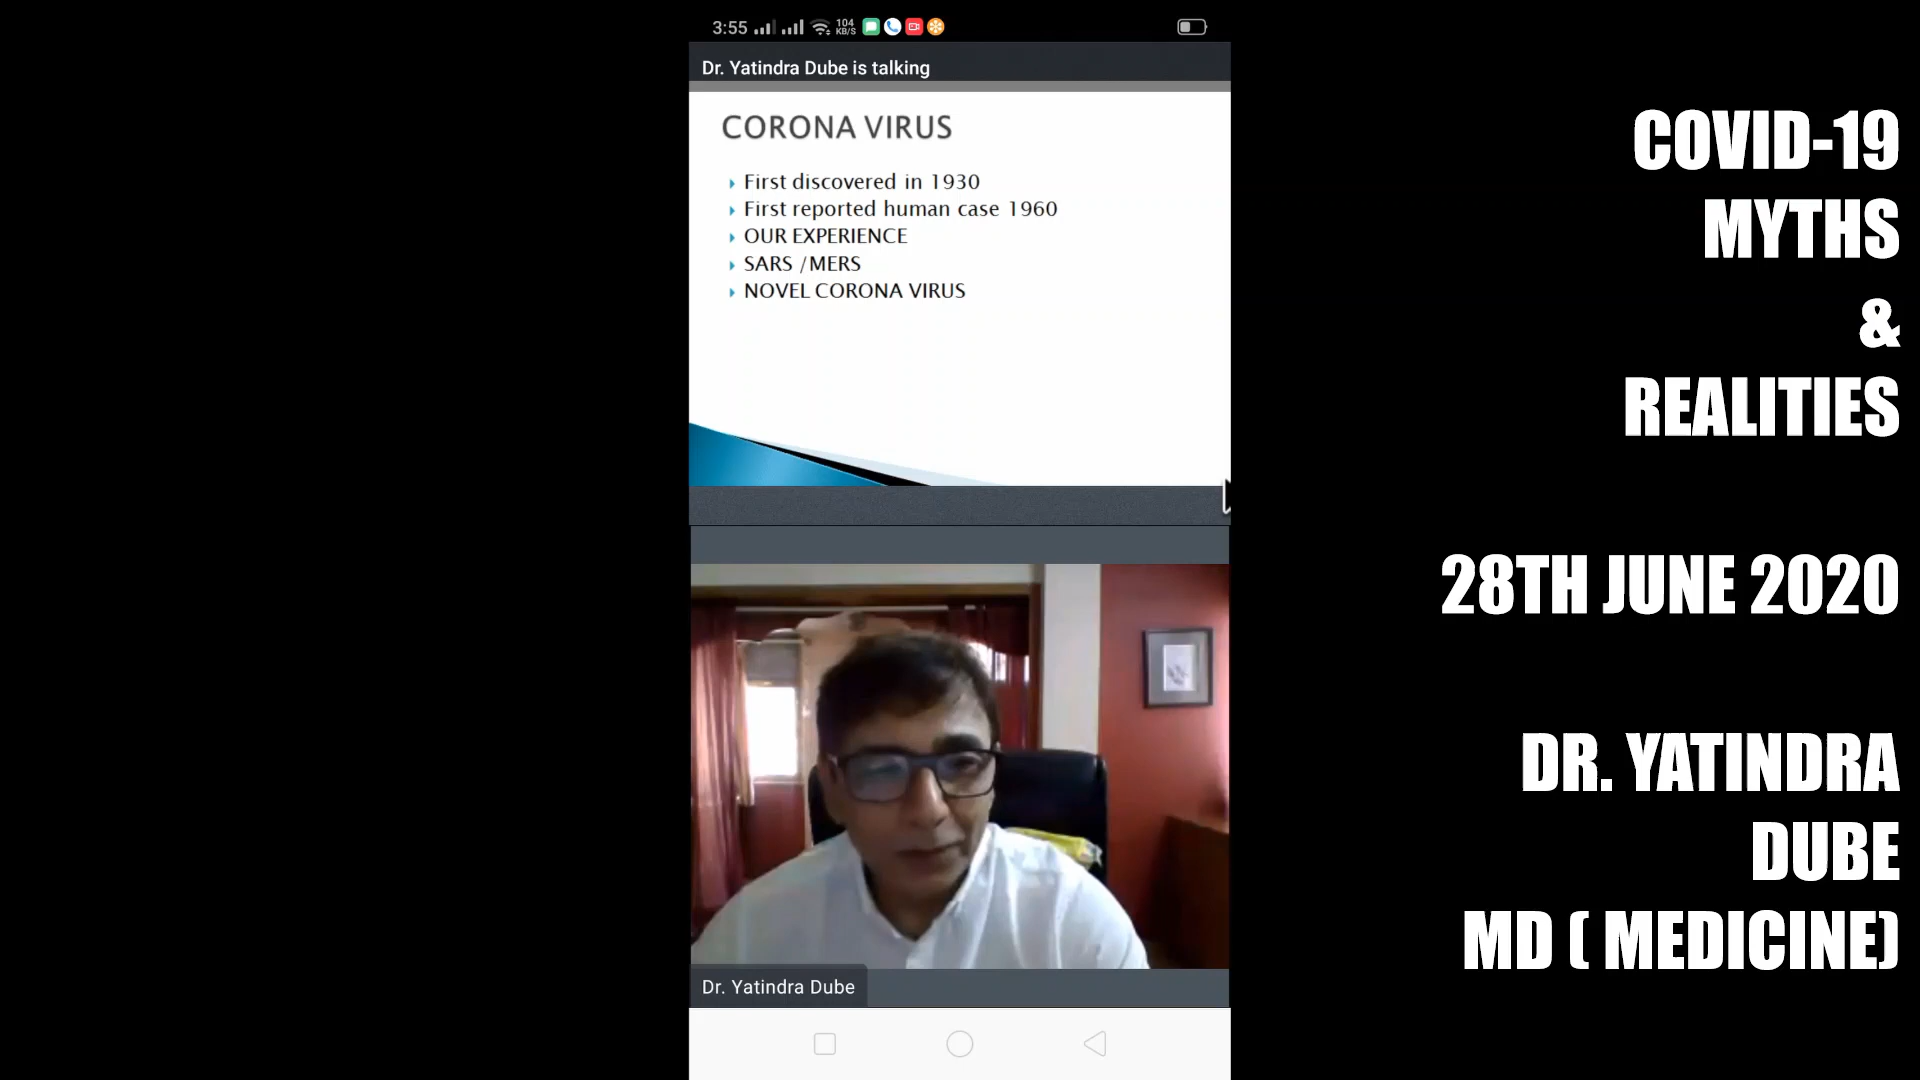 3:55
104
KB/S
Dr. Yatindra Dube is talking
CORONA VIRUS
First discovered in 1930
First reported human case 1960
OUR EXPERIENCE
SARS /MERS
NOVEL CORONA VIRUS
Dr. Yatindra Dube
COVID-19
MYTHS
&
REALITIES
28TH JUNE 2020
DR. YATINDRA
DUBE
MD ( MEDICINE)